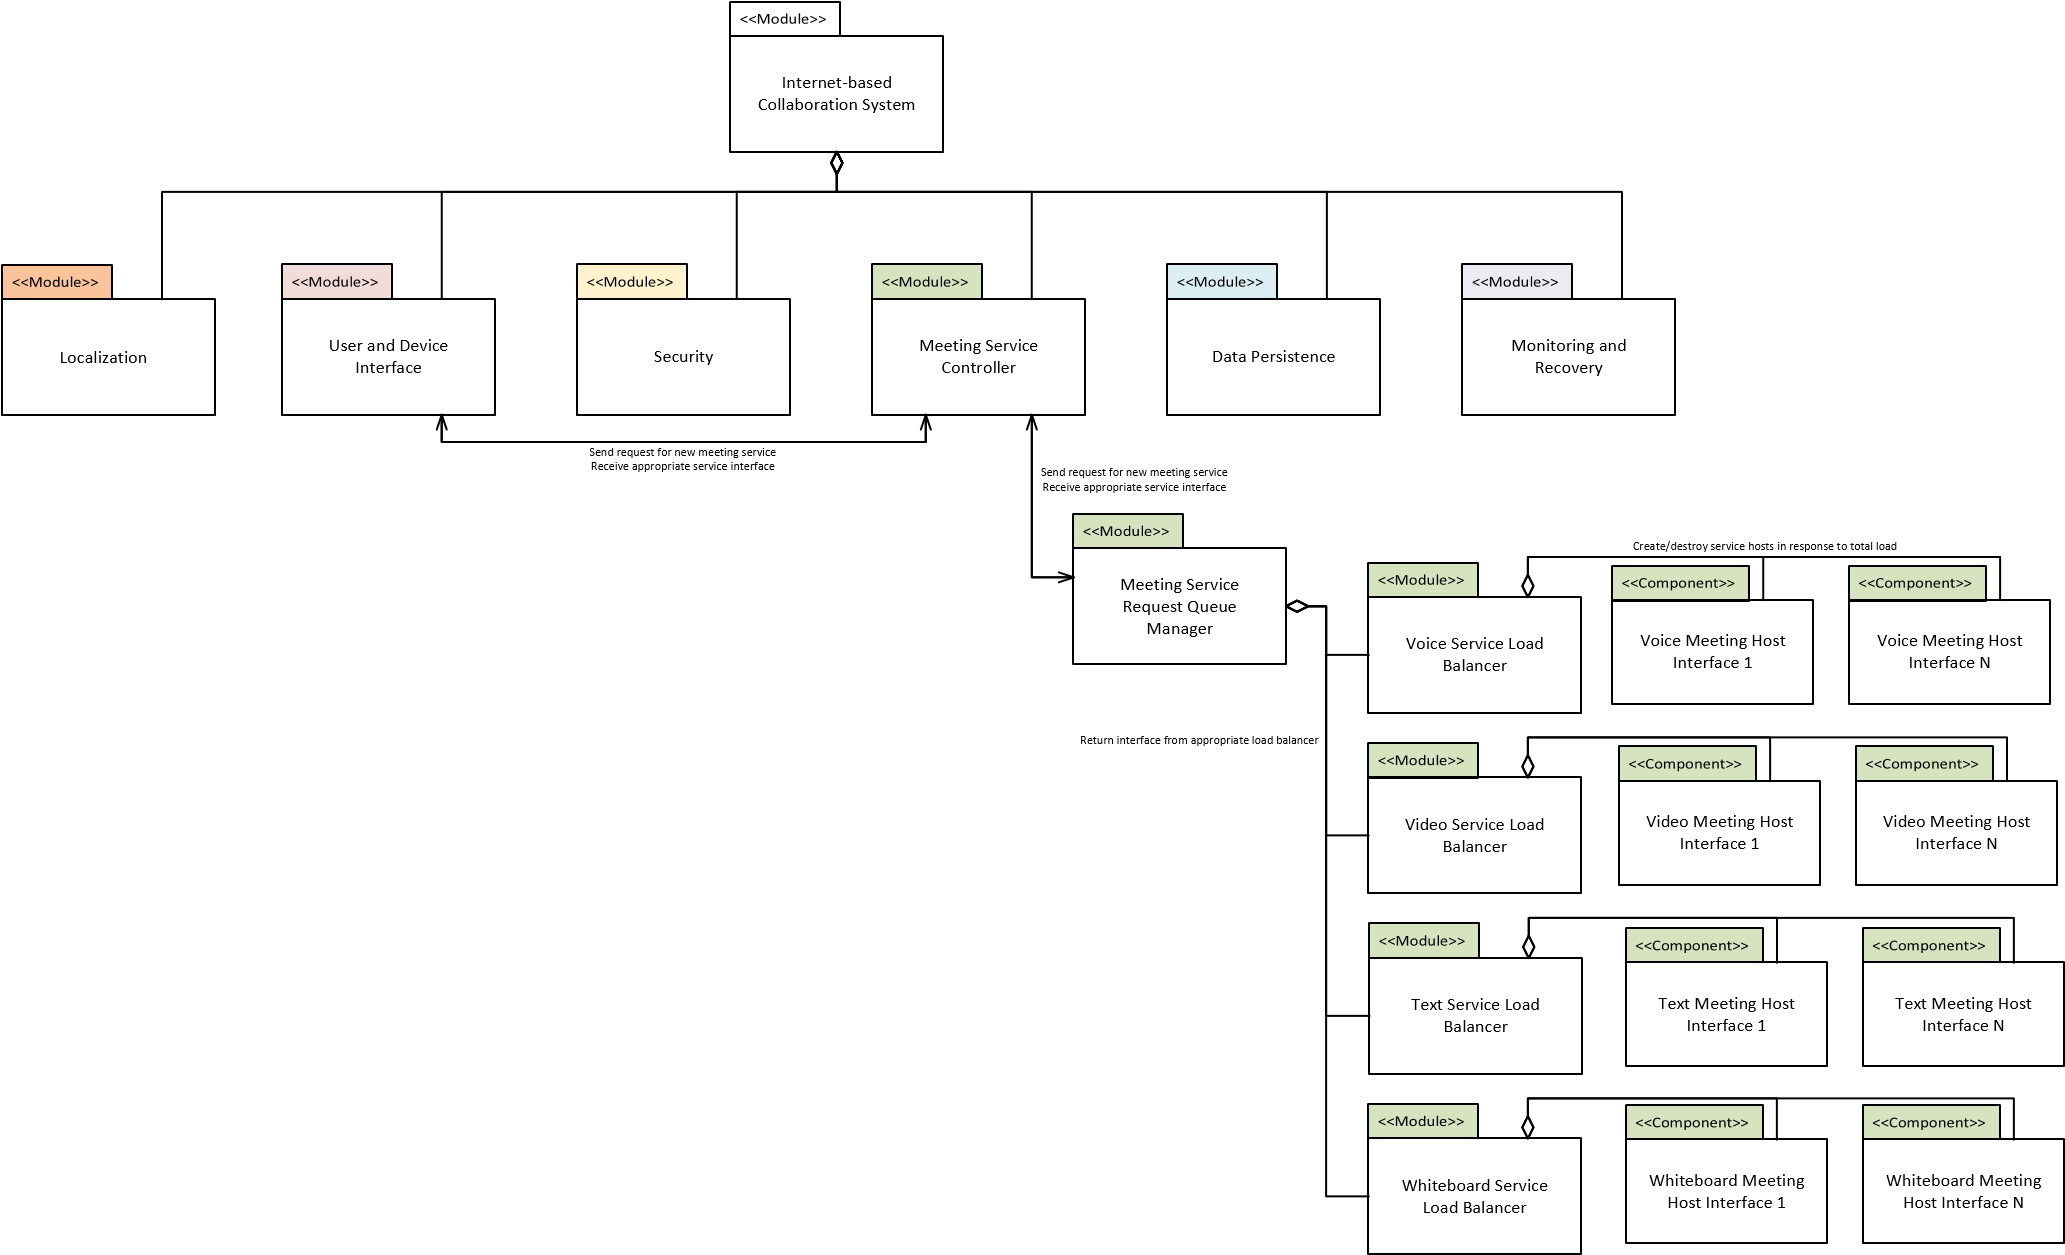 <<Module>>
Internet-based
Collaboration System
<<Module>>
Localization
<<Module>>
User and Device
Interface
<<Module>>
Security
<<Module>>
Meeting Service
Controller
<<Module>>
Data Persistence
<<Module>>
Monitoring and
Recovery
Send request for new meeting service
Receive appropriate service interface
Send request for new meeting service
Receive appropriate service interface
<<Module>>
Meeting Service
Request Queue
Manager
Return interface from appropriate load balancer
Create/destroy service hosts in response to total load
<<Module>>
Voice Service Load
Balancer
<<Component>>
Voice Meeting Host
Interface 1
<<Component>>
Voice Meeting Host
Interface N
<<Module>>
Video Service Load
Balancer
<<Component>>
Video Meeting Host
Interface 1
<<Component>>
Video Meeting Host
Interface N
<<Module>>
Text Service Load
Balancer
<<Component>>
Text Meeting Host
Interface 1
<<Component>>
Text Meeting Host
Interface N
<<Module>>
Whiteboard Service
Load Balancer
<<Component>>
Whiteboard Meeting
Host Interface 1
<<Component>>
Whiteboard Meeting
Host Interface N